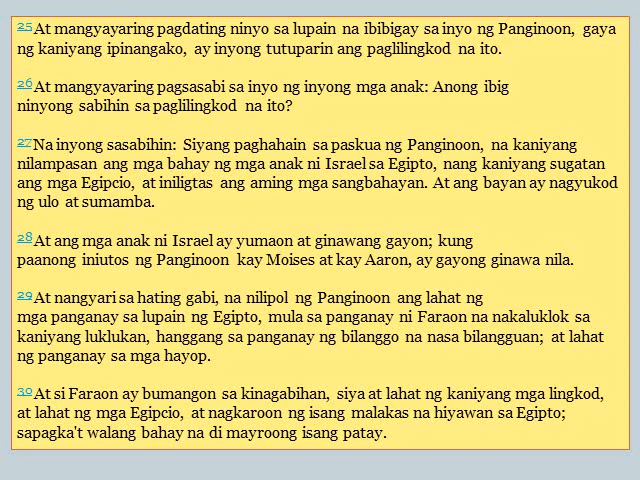 25At mangyayaring pagdating ninyo sa lupain na ibibigay sa inyo ng Panginoon, gaya
ng kaniyang ipinangako, ay inyong tutuparin ang paglilingkod na ito.
26At mangyayaring pagsasabi sa inyo ng inyong mga anak: Anong ibig
ninyong sabihin sa paglilingkod na ito?
27Na inyong sasabihin: Siyang paghahain sa paskua ng Panginoon, na kaniyang
nilampasan ang mga bahay ng mga anak ni Israel sa Egipto, nang kaniyang sugatan
ang mga Egipcio, at iniligtas ang aming mga sangbahayan. At ang bayan ay nagyukod
ng ulo at sumamba.
28At ang mga anak ni Israel ay yumaon at ginawang gayon; kung
paanong iniutos ng Panginoon kay Moises at kay Aaron, ay gayong ginawa nila.
29At nangyari sa hating gabi, na nilipol ng Panginoon ang lahat ng
mga panganay sa lupain ng Egipto, mula sa panganay ni Faraon na nakaluklok sa
kaniyang luklukan, hanggang sa panganay ng bilanggo na nasa bilangguan; at lahat
ng panganay sa mga hayop.
30At si Faraon ay bumangon sa kinagabihan, siya at lahat ng kaniyang mga lingkod,
at lahat ng mga Egipcio, at nagkaroon ng isang malakas na hiyawan sa Egipto;
sapagka't walang bahay na di mayroong isang patay.